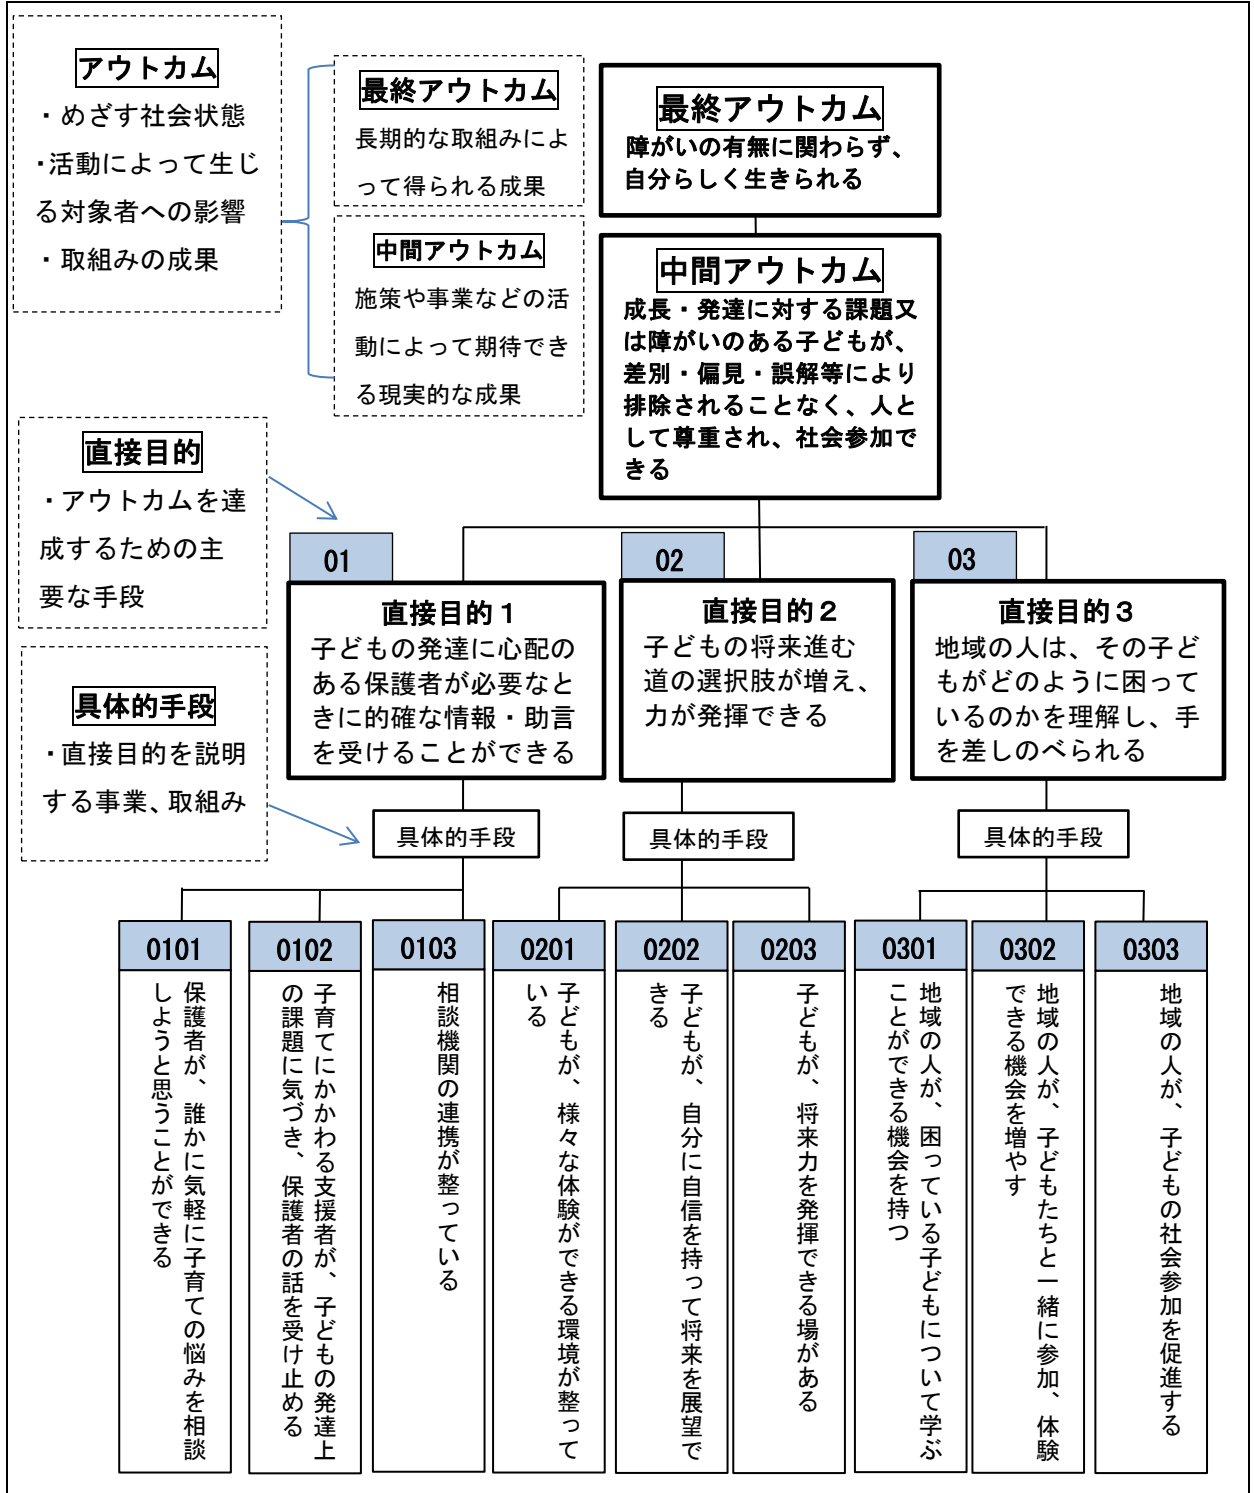 アウトカム
・めざす社会状態
・活動によって生じ
る対象者への影響
・取組みの成果
最終アウトカム
長期的な取組みによ
って得られる成果
中間アウトカム
施策や事業などの活
動によって期待でき
る現実的な成果
最終アウトカム
障がいの有無に関わらず、
自分らしく生きられる
中間アウトカム
成長・発達に対する課題又
は障がいのある子どもが、
差別・偏見・誤解等により
排除されることなく、人と
して尊重され、社会参加で
きる
直接目的
・アウトカムを達
成するための主
要な手段
具体的手段
・直接目的を説明
する事業、取組み
01
直接目的１
子どもの発達に心配の
ある保護者が必要なと
きに的確な情報・助言
を受けることができる
02
直接目的２
子どもの将来進む
道の選択肢が増え、
力が発揮できる
03
直接目的３
地域の人は、その子ど
もがどのように困って
いるのかを理解し、手
を差しのべられる
具体的手段
具体的手段
具体的手段
0101
保護者が、誰かに気軽に子育ての悩みを相談
しようと思うことができる
0102
子育てにかかわる支援者が、子どもの発達上
の課題に気づき、保護者の話を受け止める
0103
相談機関の連携が整っている
0201
子どもが、様々な体験ができる環境が整って
いる
0202
子どもが、自分に自信を持って将来を展望で
きる
0203
子どもが、将来力を発揮できる場がある
0301
地域の人が、困っている子どもについて学ぶ
ことができる機会を持つ
0302
地域の人が、子どもたちと一緒に参加、体験
できる機会を増やす
0303
地域の人が、子どもの社会参加を促進する